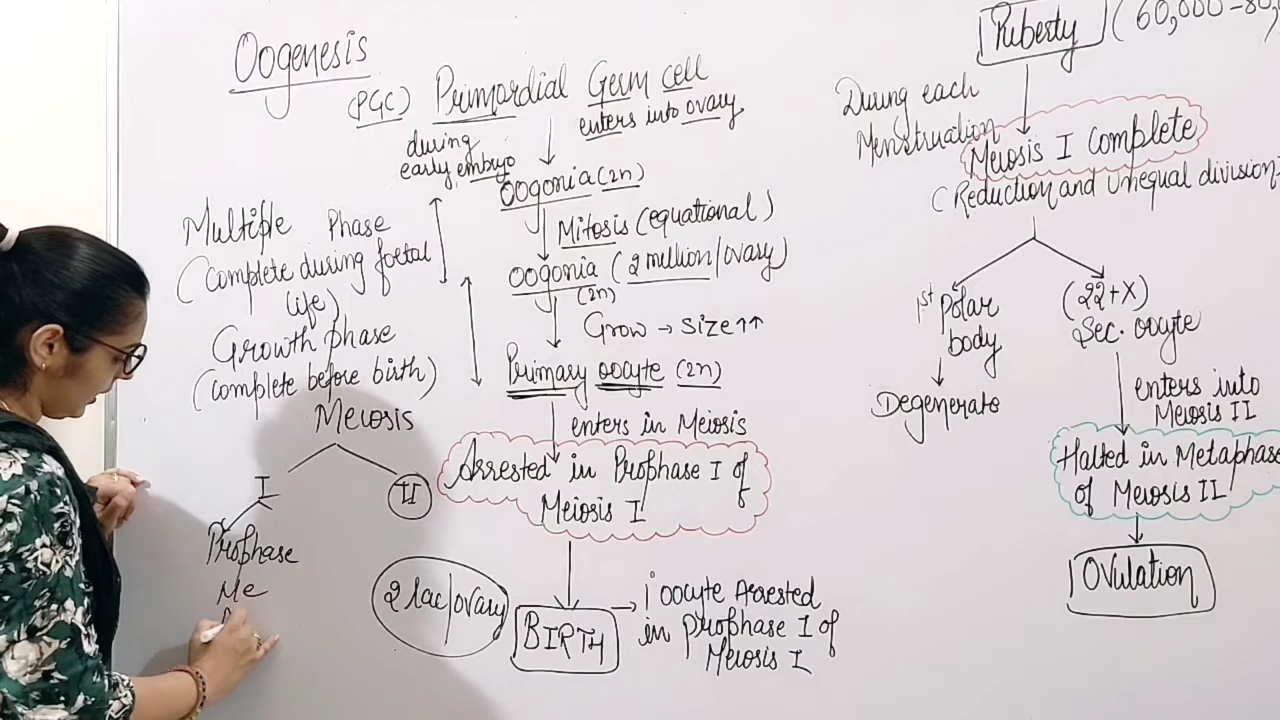 Oogenesis
(PGC) Primordial Germ cell
enters into ovary
during
early embryo
Oogonia (2n)
Mitosis (equational)
Oogonia (2 million/ovary)
(2n)
Grow → size ↑↑
Primary oocyte (2n)
enters in Meiosis
Arrested in Prophase I of
Meiosis I
BIRTH → 1° oocyte Arrested
in prophase I of
Meiosis I
2 lac/ovary
Multiple Phase
(Complete during foetal
life)
Growth phase
(complete before birth)
Meiosis
I
II
Prophase
Me
Puberty (60,000-80,
During each
Menstruation
Meiosis I Complete
(Reduction and unequal division
1st Polar
body
Degenerate
(22+X)
Sec. oocyte
enters into
Meiosis II
Halted in Metaphase
of Meiosis II
Ovulation